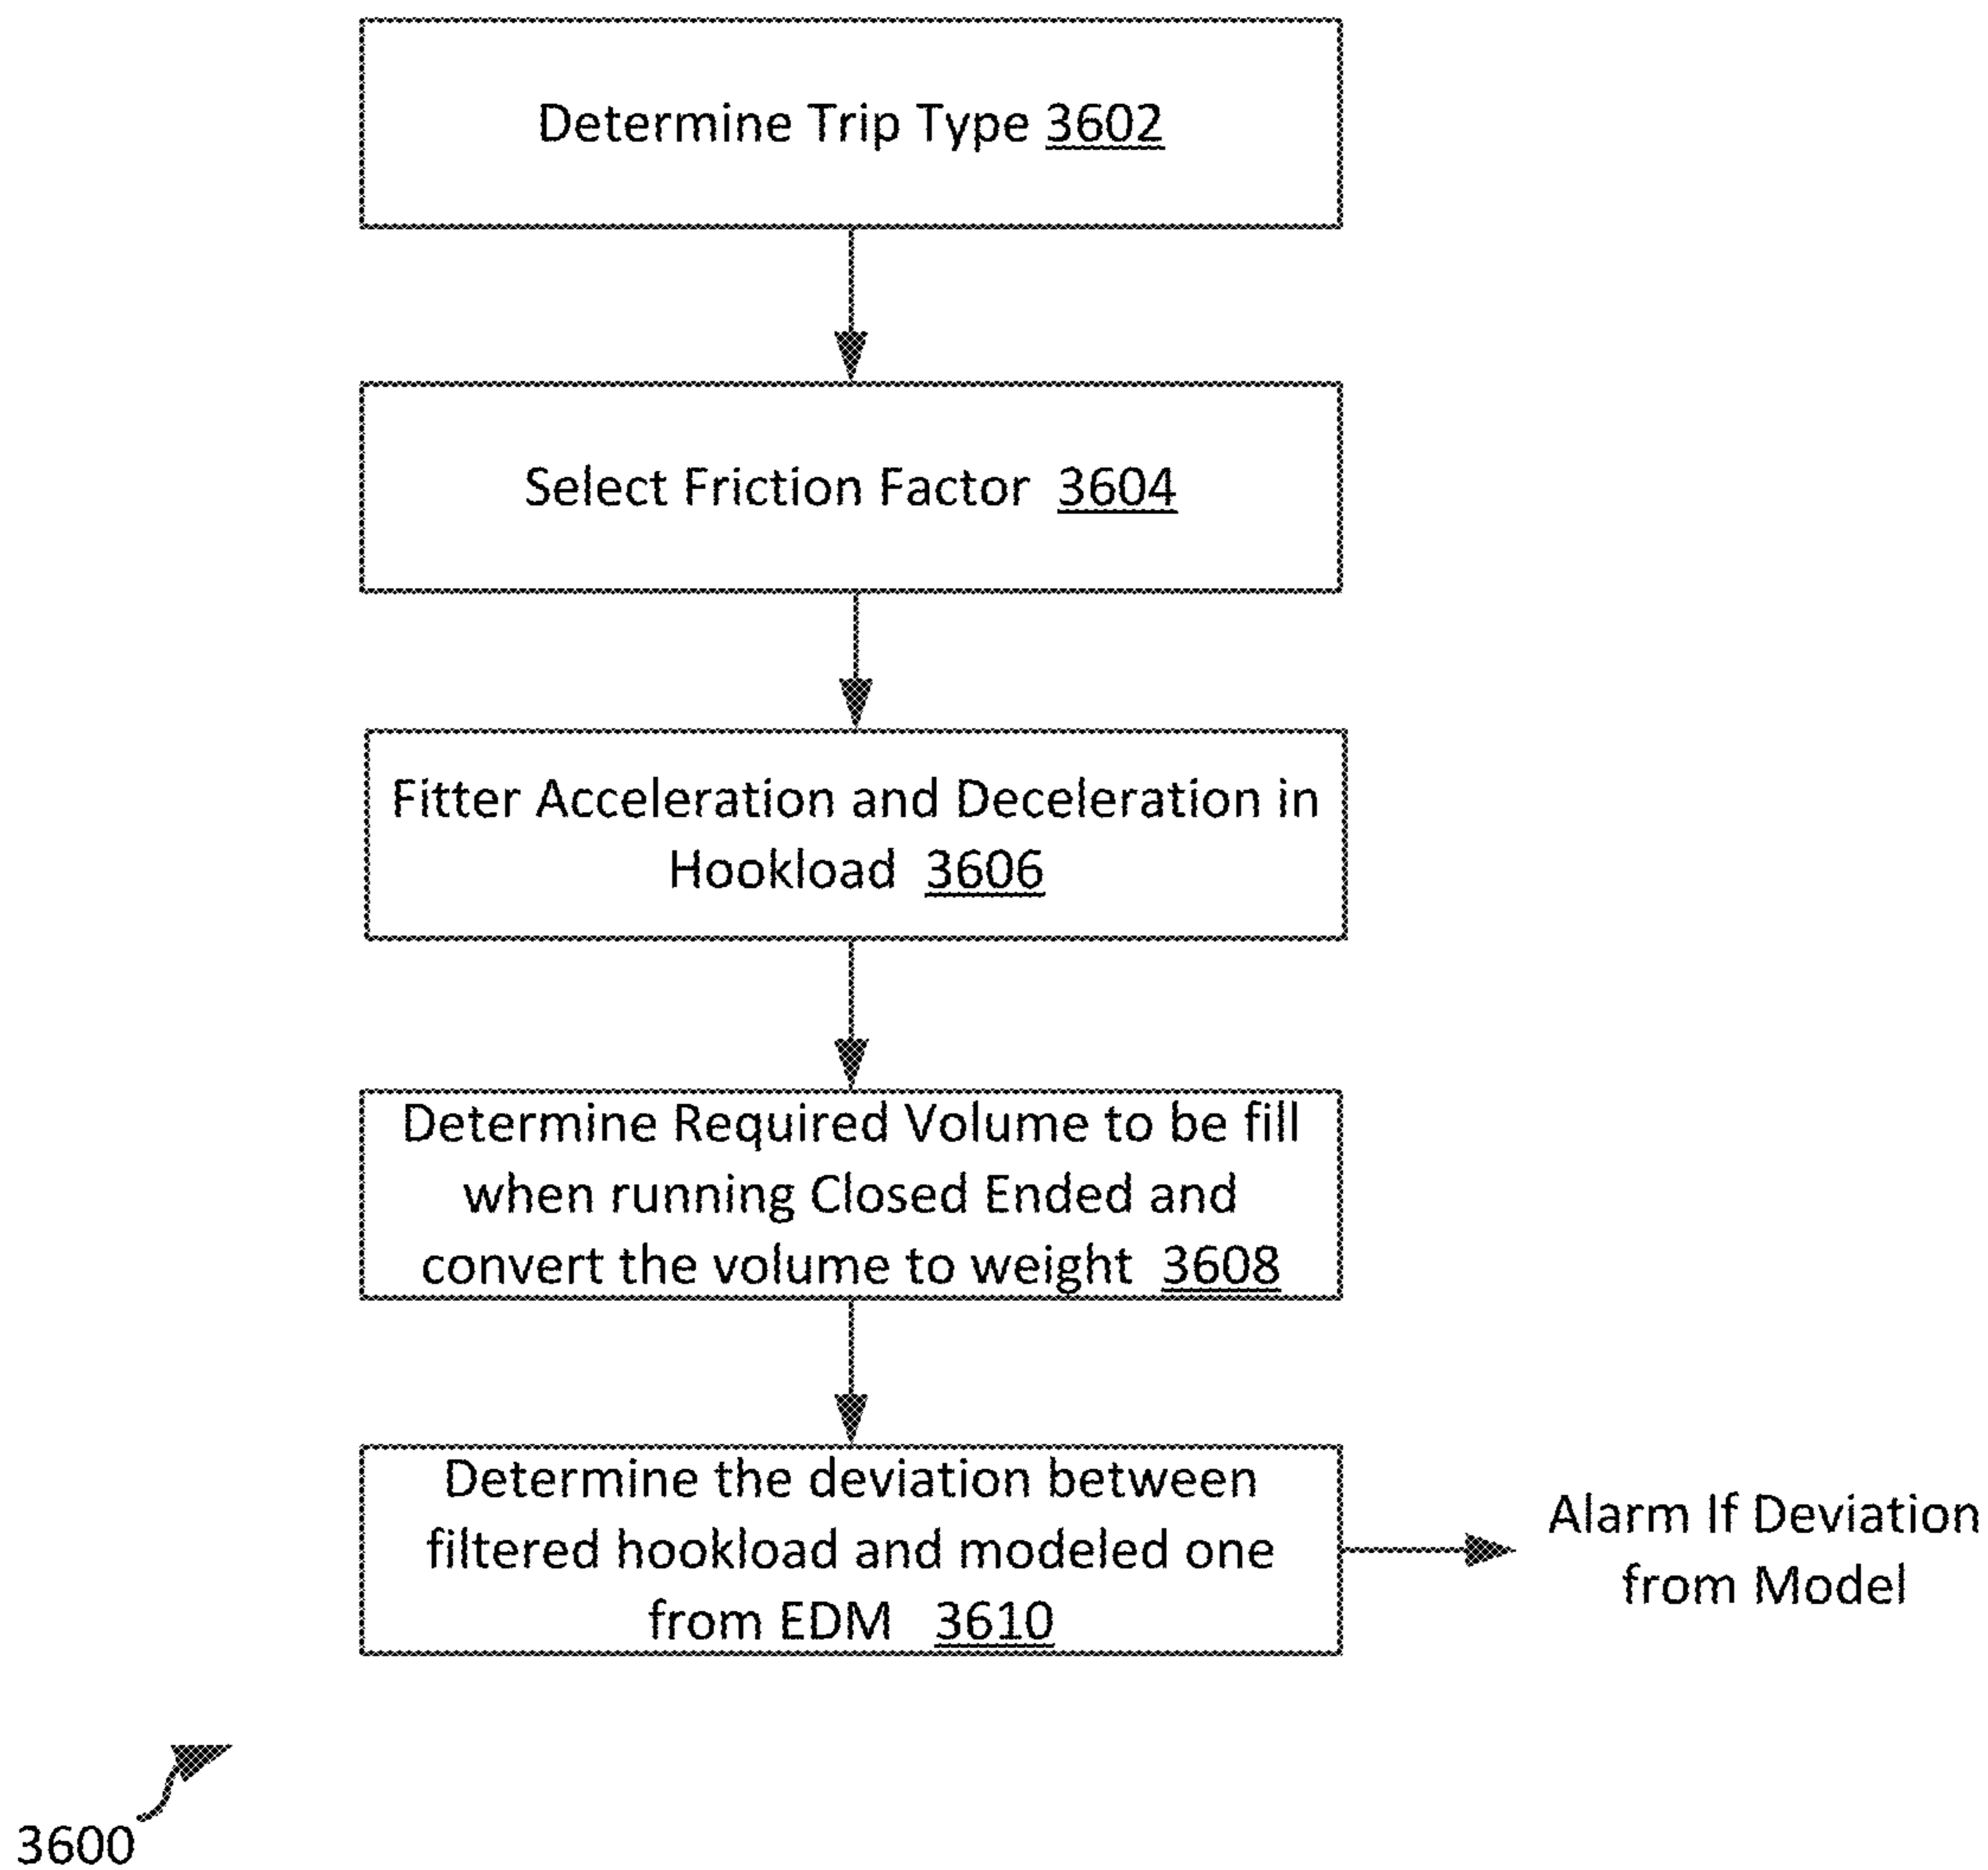 Determine Trip Type 3602
Select Friction Factor 3604
Fitter Acceleration and Deceleration in
Hookload 3606
Determine Required Volume to be fill
when running Closed Ended and
convert the volume to weight 3608
Determine the deviation between
filtered hookload and modeled one
from EDM 3610
Alarm If Deviation
from Model
3600